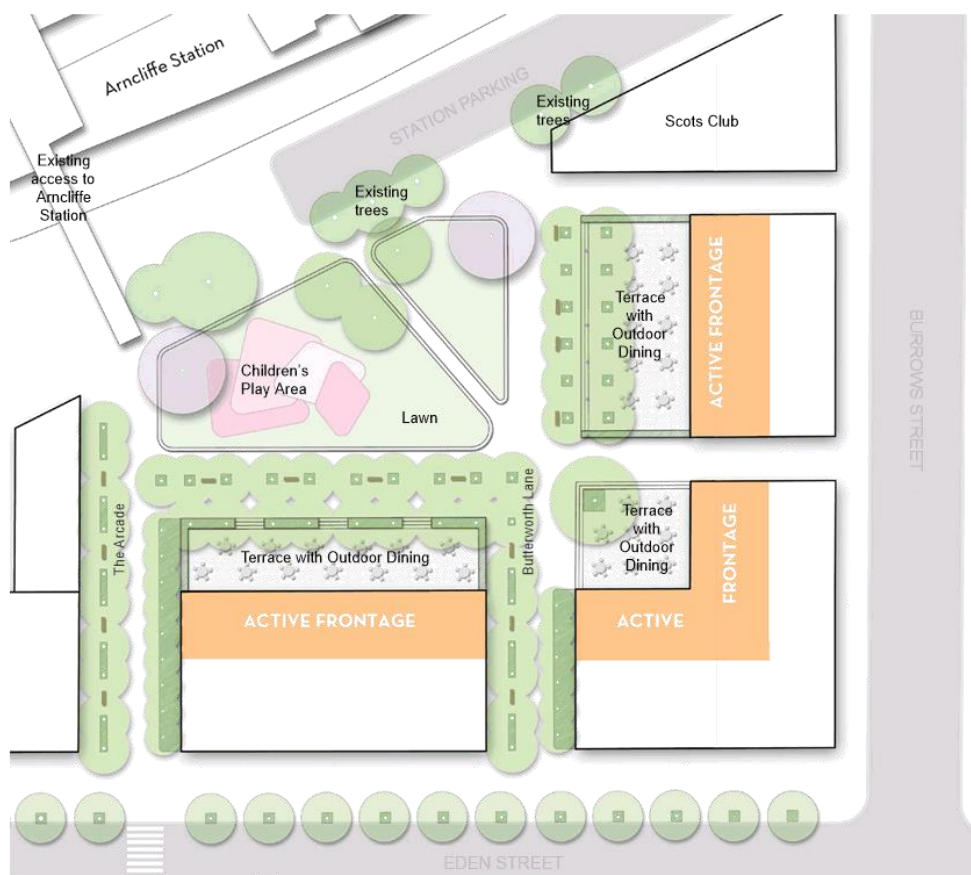 Arncliffe Station
STATION PARKING
Existing
trees
Scots Club
Existing
access to
Arncliffe
Station
Existing
trees
Terrace
with
Outdoor
Dining
ACTIVE FRONTAGE
BURROWS STREET
Children's
Play Area
Lawn
The Arcade
Butterworth Lane
Terrace with Outdoor Dining
ACTIVE FRONTAGE
Terrace
with
Outdoor
Dining
ACTIVE
FRONTAGE
EDEN STREET